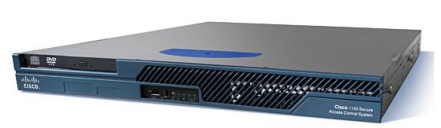 DVD
CISCO
Cisco 1120 Secure
Access Control System